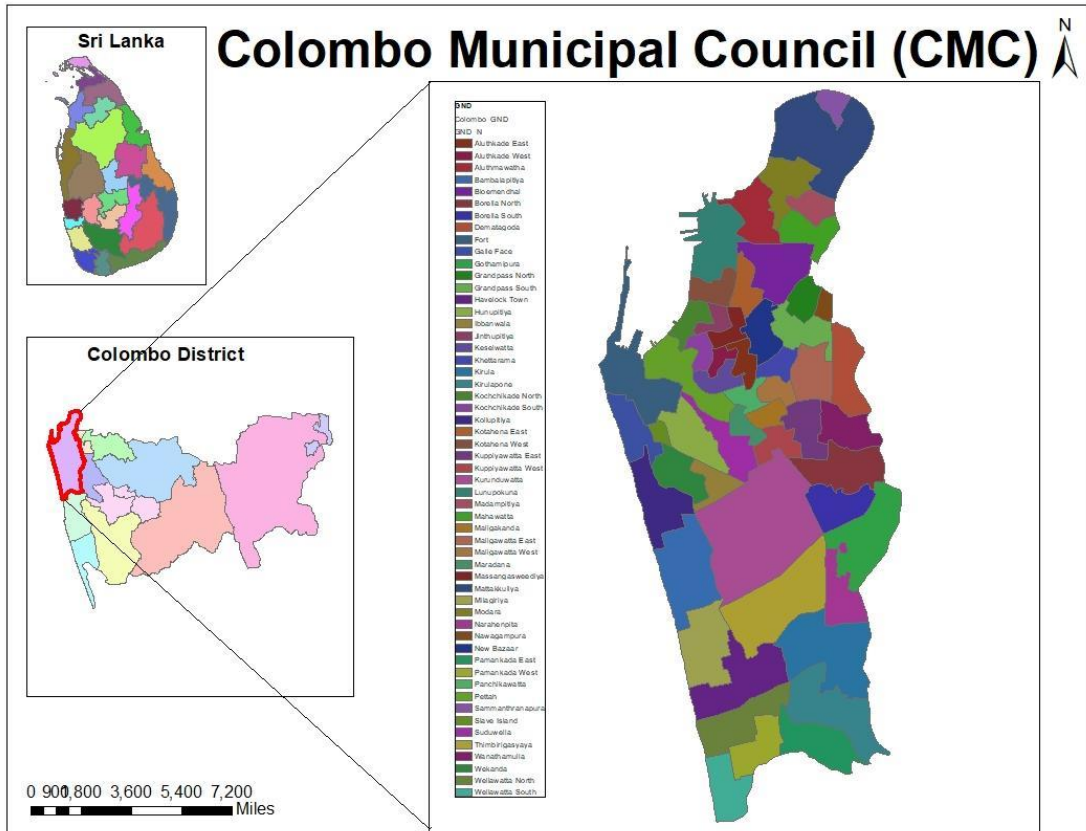 Sri Lanka
Colombo Municipal Council (CMC)
N
Colombo District
GND
Colombo GND
GND_N
Aluthkade East
Aluthkade West
Aluthmawatha
Bambalapitiya
Bloemendhal
Borella North
Borella South
Dematagoda
Fort
Galle Face
Gothamipura
Grandpass North
Grandpass South
Havelock Town
Hunupitiya
Ibbanwala
Jinthupitiya
Keselwatta
Khettarama
Kirula
Kirulapone
Kochchikade North
Kochchikade South
Kollupitiya
Kotahena East
Kotahena West
Kuppiyawatta East
Kuppiyawatta West
Kurunduwatta
Lunupokuna
Madampitiya
Mahawatta
Maligakanda
Maligawatta East
Maligawatta West
Maradana
Massangasweediya
Mattakkuliya
Milagiriya
Modara
Narahenpita
Nawagampura
New Bazaar
Pamankada East
Pamankada West
Panchikawatta
Pettah
Sammanthranapura
Slave Island
Suduwella
Thimbirigasyaya
Wanathamulla
Wekanda
Wellawatta North
Wellawatta South
0 900 1,800 3,600 5,400 7,200
Miles